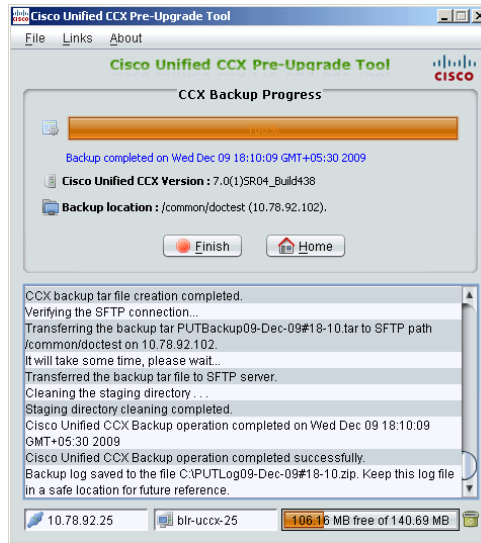 Cisco Unified CCX Pre-Upgrade Tool
File Links About
Cisco Unified CCX Pre-Upgrade Tool
CISCO
CCX Backup Progress
100%
Backup completed on Wed Dec 09 18:10:09 GMT+05:30 2009
Cisco Unified CCX Version : 7.0(1)SR04_Build438
Backup location : /common/doctest (10.78.92.102).
Finish Home
CCX backup tar file creation completed.
Verifying the SFTP connection...
Transferring the backup tar PUTBackup09-Dec-09#18-10.tar to SFTP path
/common/doctest on 10.78.92.102.
It will take some time, please wait...
Transferred the backup tar file to SFTP server.
Cleaning the staging directory . . .
Staging directory cleaning completed.
Cisco Unified CCX Backup operation completed on Wed Dec 09 18:10:09
GMT+05:30 2009
Cisco Unified CCX Backup operation completed successfully.
Backup log saved to the file C:\PUTLog09-Dec-09#18-10.zip. Keep this log file
in a safe location for future reference.
10.78.92.25 blr-uccx-25 106.16 MB free of 140.69 MB